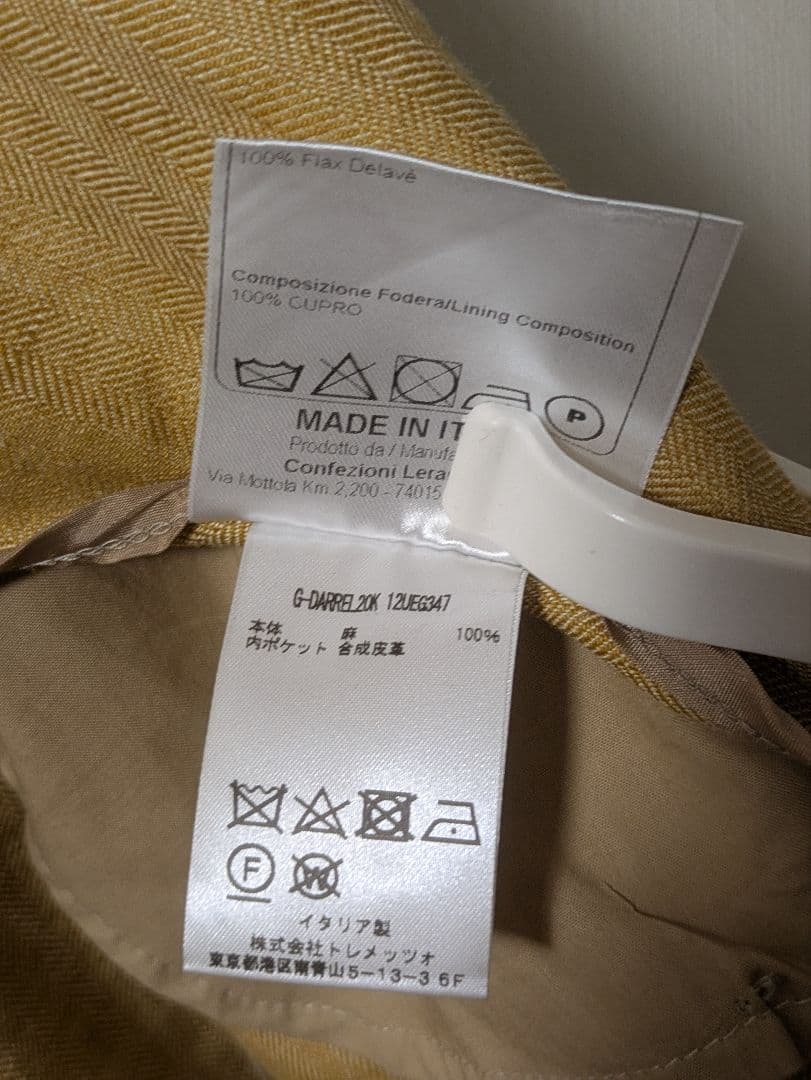 100% Flax Delavé
Composizione Fodera/Lining Composition
100% CUPRO
P
MADE IN IT
Prodotto da / Manufa
Confezioni Lera
Via Mottola Km 2,200 - 74015
G-DARREL20K 12UEG347
本体 麻 100%
内ポケット 合成皮革
F
W
イタリア製
株式会社トレメッツォ
東京都港区南青山5-13-3 6F